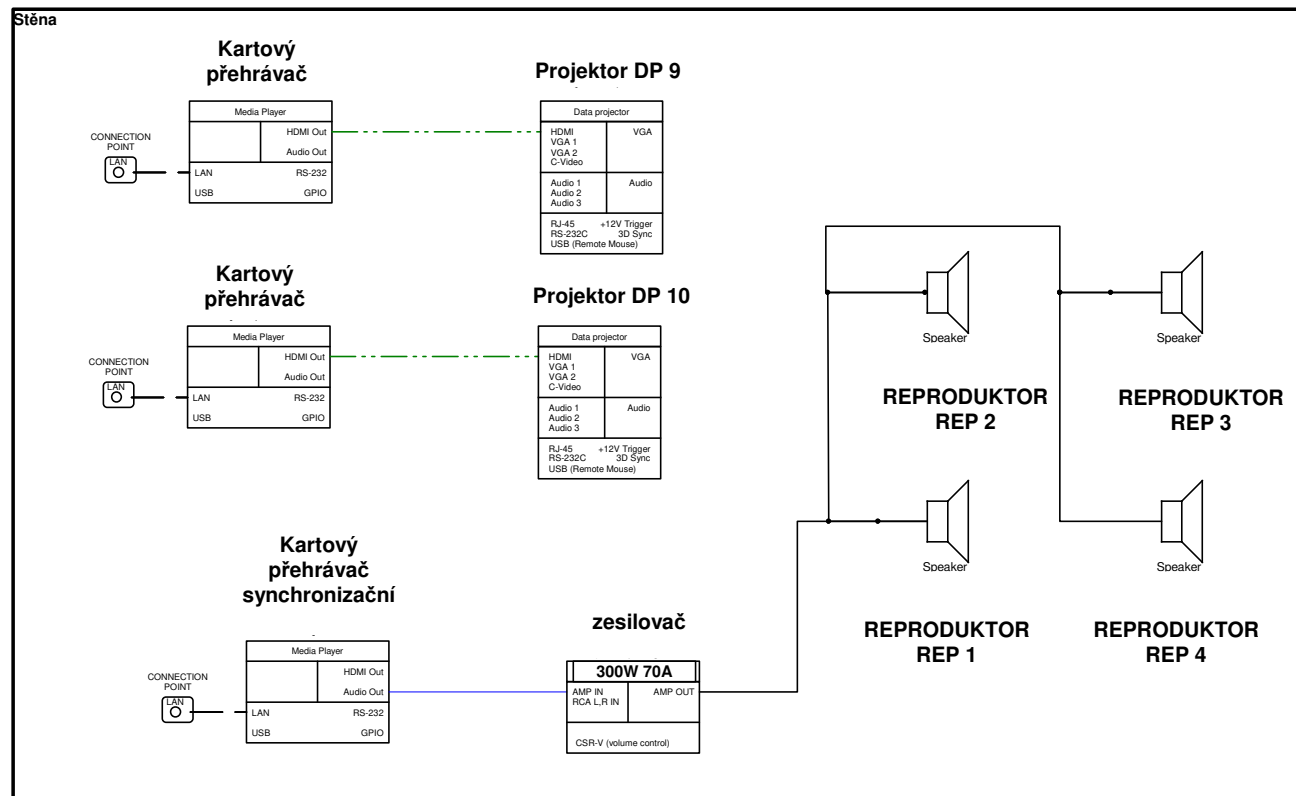 Stěna
Kartový
přehrávač
Projektor DP 9
Media Player
HDMI Out
Audio Out
LAN
RS-232
USB
GPIO
CONNECTION
POINT
LAN
Data projector
HDMI
VGA
VGA 1
VGA 2
C-Video
Audio 1
Audio
Audio 2
Audio 3
RJ-45
+12V Trigger
RS-232C
3D Sync
USB (Remote Mouse)
Kartový
přehrávač
Projektor DP 10
Media Player
HDMI Out
Audio Out
LAN
RS-232
USB
GPIO
CONNECTION
POINT
LAN
Data projector
HDMI
VGA
VGA 1
VGA 2
C-Video
Audio 1
Audio
Audio 2
Audio 3
RJ-45
+12V Trigger
RS-232C
3D Sync
USB (Remote Mouse)
Speaker
Speaker
REPRODUKTOR
REP 2
REPRODUKTOR
REP 3
Speaker
Speaker
REPRODUKTOR
REP 1
REPRODUKTOR
REP 4
Kartový
přehrávač
synchronizační
Media Player
HDMI Out
Audio Out
LAN
RS-232
USB
GPIO
CONNECTION
POINT
LAN
zesilovač
300W 70A
AMP IN
AMP OUT
RCA L,R IN
CSR-V (volume control)